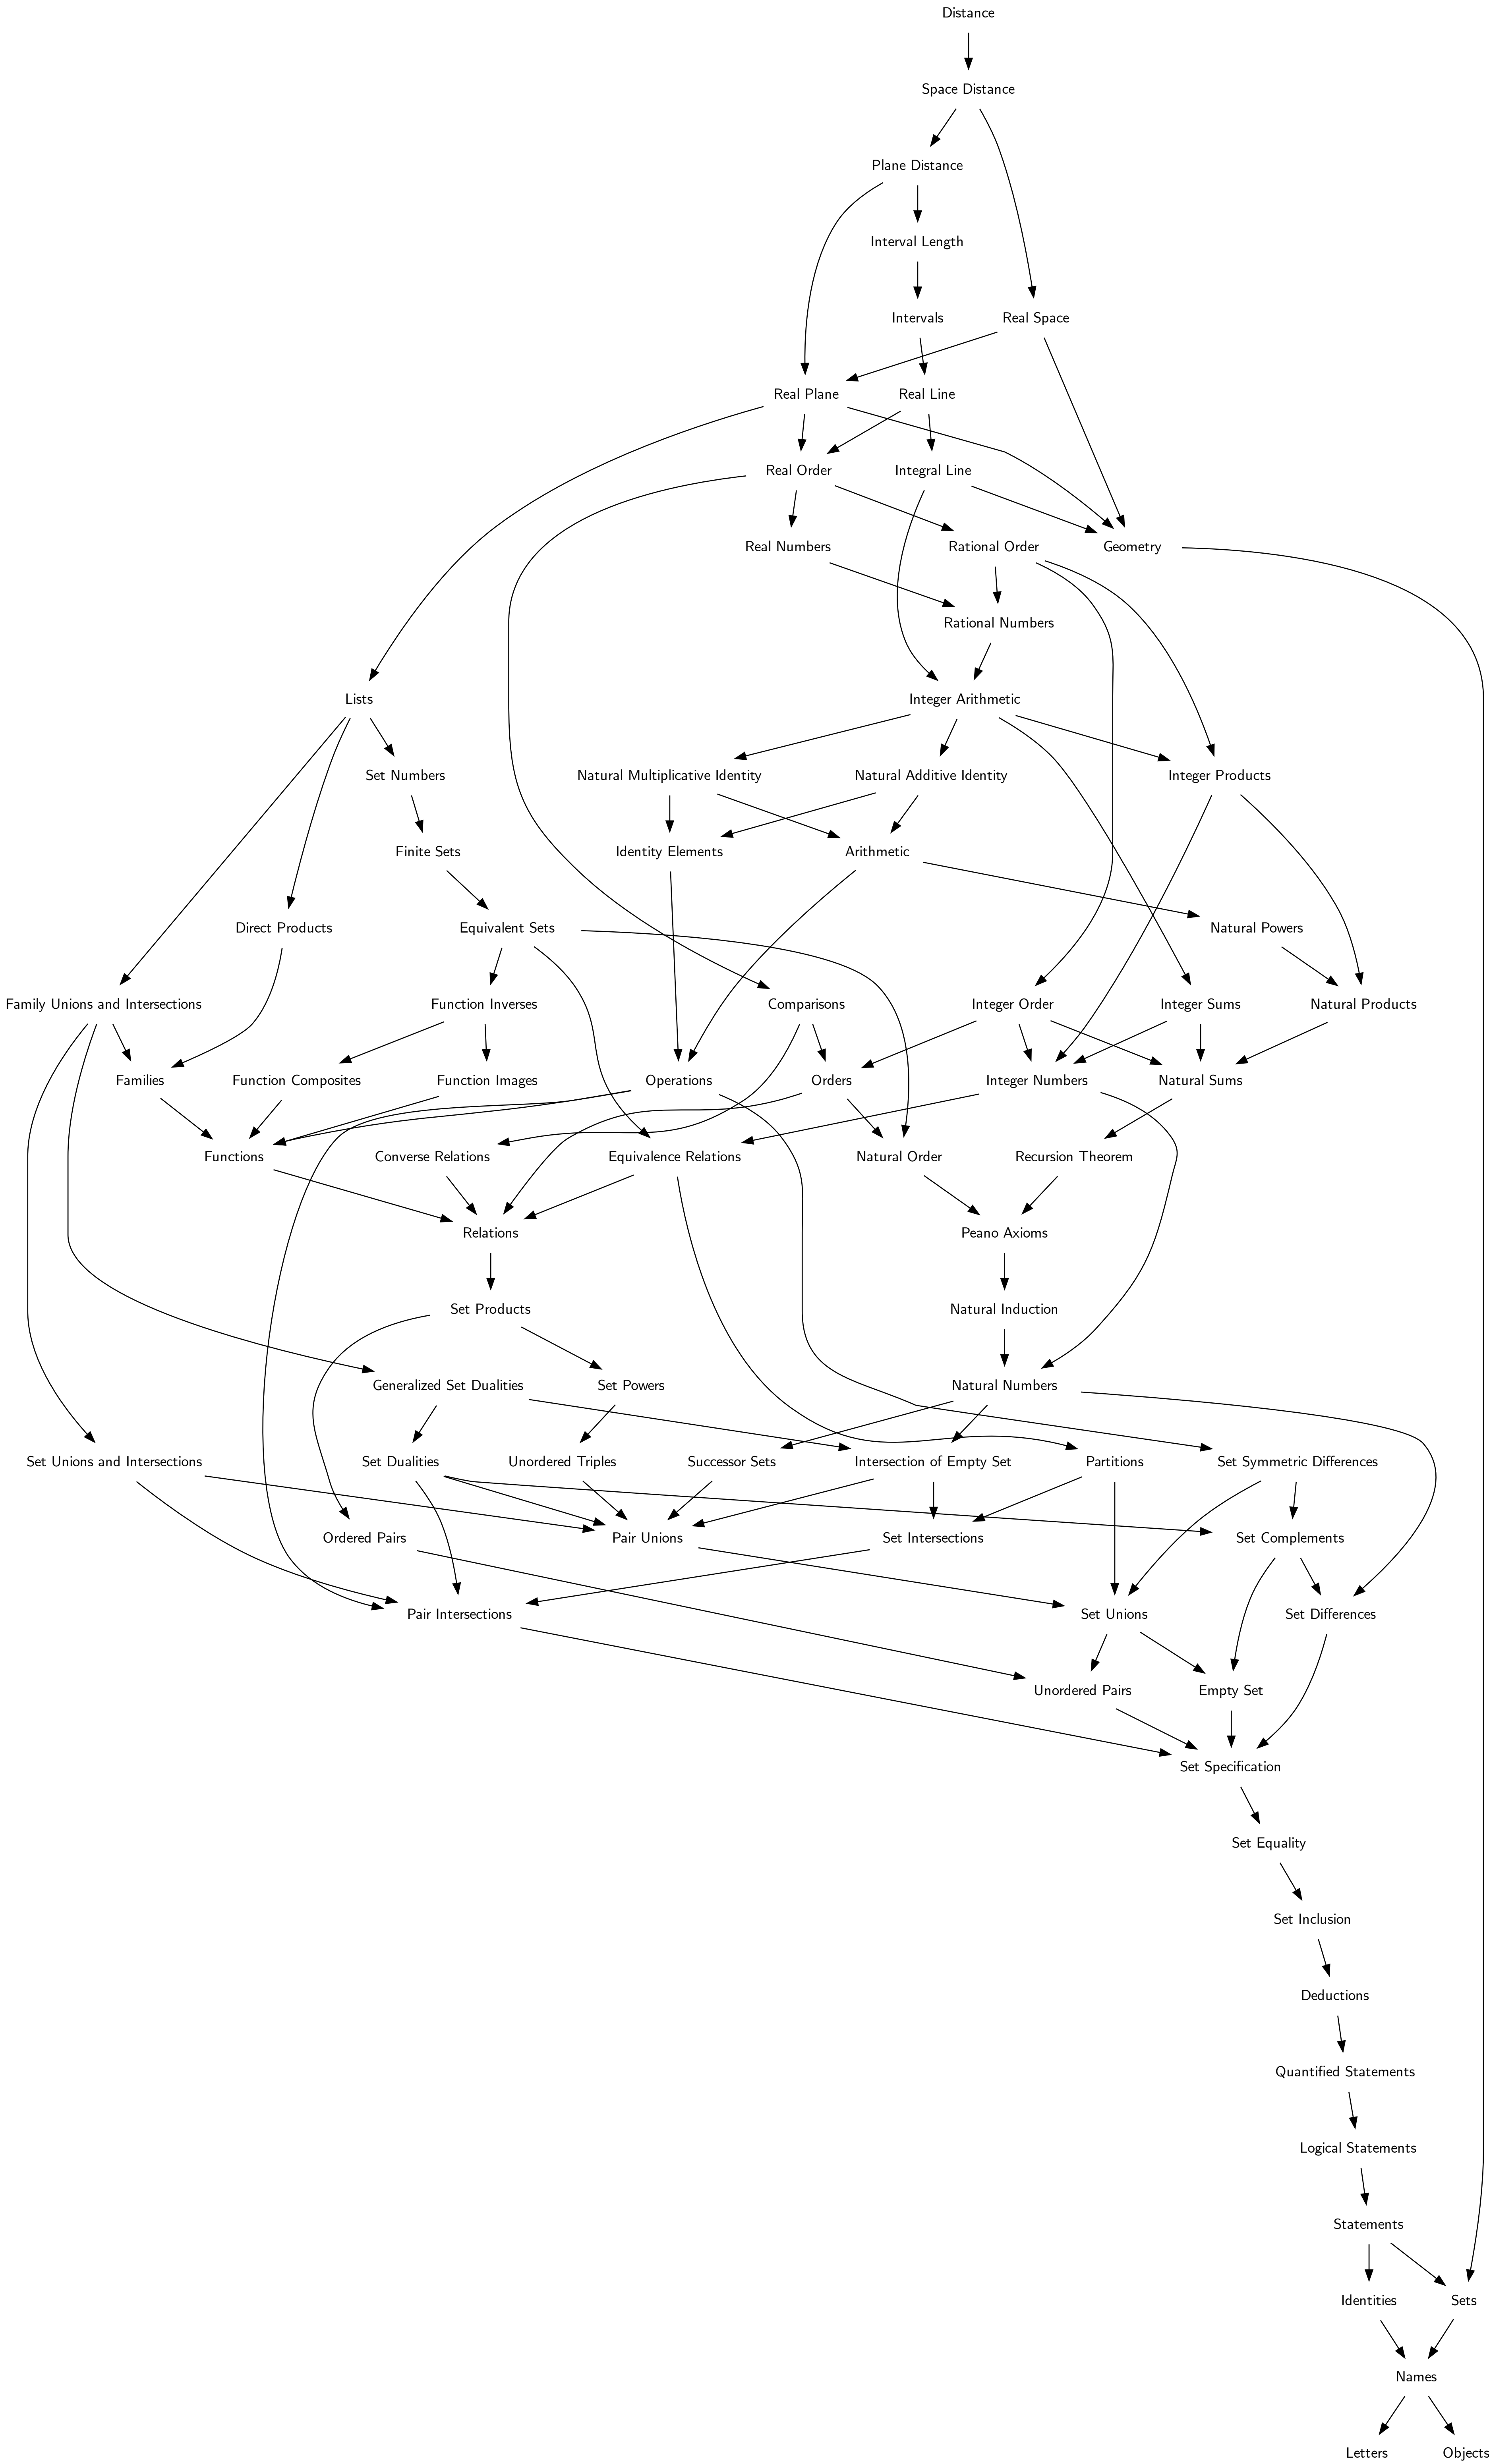 Distance
Space Distance
Plane Distance
Interval Length
Intervals
Real Space
Real Plane
Real Line
Real Order
Integral Line
Real Numbers
Rational Order
Geometry
Rational Numbers
Lists
Integer Arithmetic
Set Numbers
Natural Multiplicative Identity
Natural Additive Identity
Integer Products
Finite Sets
Identity Elements
Arithmetic
Direct Products
Equivalent Sets
Natural Powers
Family Unions and Intersections
Function Inverses
Comparisons
Integer Order
Integer Sums
Natural Products
Families
Function Composites
Function Images
Operations
Orders
Integer Numbers
Natural Sums
Functions
Converse Relations
Equivalence Relations
Natural Order
Recursion Theorem
Relations
Peano Axioms
Set Products
Natural Induction
Generalized Set Dualities
Set Powers
Natural Numbers
Set Unions and Intersections
Set Dualities
Unordered Triples
Successor Sets
Intersection of Empty Set
Partitions
Set Symmetric Differences
Ordered Pairs
Pair Unions
Set Intersections
Set Complements
Pair Intersections
Set Unions
Set Differences
Unordered Pairs
Empty Set
Set Specification
Set Equality
Set Inclusion
Deductions
Quantified Statements
Logical Statements
Statements
Identities
Sets
Names
Letters
Objects